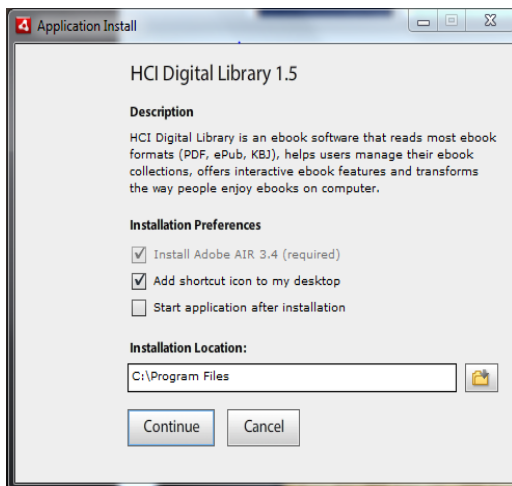 Application Install
HCI Digital Library 1.5
Description
HCI Digital Library is an ebook software that reads most ebook
formats (PDF, ePub, KBJ), helps users manage their ebook
collections, offers interactive ebook features and transforms
the way people enjoy ebooks on computer.
Installation Preferences
Install Adobe AIR 3.4 (required)
Add shortcut icon to my desktop
Start application after installation
Installation Location:
C:\Program Files
Continue
Cancel